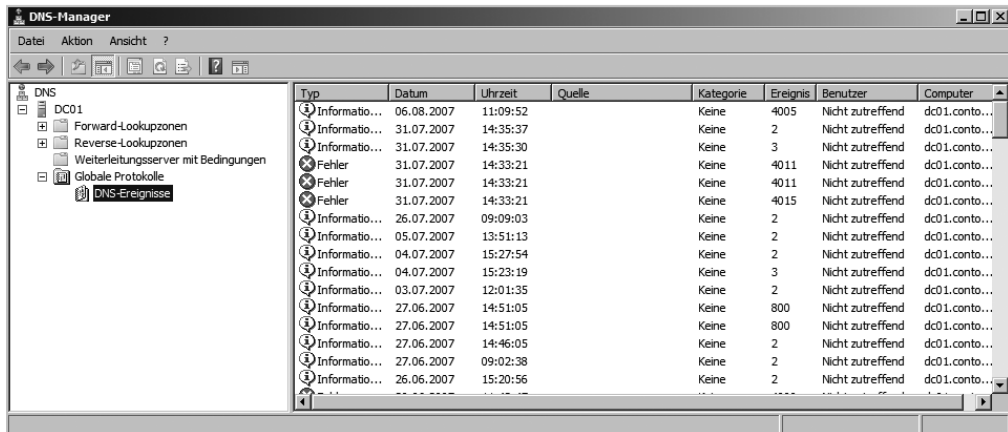 DNS-Manager
Datei Aktion Ansicht ?
DNS
DC01
Forward-Lookupzonen
Reverse-Lookupzonen
Weiterleitungsserver mit Bedingungen
Globale Protokolle
DNS-Ereignisse
Typ Datum Uhrzeit Quelle Kategorie Ereignis Benutzer Computer
Informatio... 06.08.2007 11:09:52 Keine 4005 Nicht zutreffend dc01.conto...
Informatio... 31.07.2007 14:35:37 Keine 2 Nicht zutreffend dc01.conto...
Informatio... 31.07.2007 14:35:30 Keine 3 Nicht zutreffend dc01.conto...
Fehler 31.07.2007 14:33:21 Keine 4011 Nicht zutreffend dc01.conto...
Fehler 31.07.2007 14:33:21 Keine 4011 Nicht zutreffend dc01.conto...
Fehler 31.07.2007 14:33:21 Keine 4015 Nicht zutreffend dc01.conto...
Informatio... 26.07.2007 09:09:03 Keine 2 Nicht zutreffend dc01.conto...
Informatio... 05.07.2007 13:51:13 Keine 2 Nicht zutreffend dc01.conto...
Informatio... 04.07.2007 15:27:54 Keine 2 Nicht zutreffend dc01.conto...
Informatio... 04.07.2007 15:23:19 Keine 3 Nicht zutreffend dc01.conto...
Informatio... 03.07.2007 12:01:35 Keine 2 Nicht zutreffend dc01.conto...
Informatio... 27.06.2007 14:51:05 Keine 800 Nicht zutreffend dc01.conto...
Informatio... 27.06.2007 14:51:05 Keine 800 Nicht zutreffend dc01.conto...
Informatio... 27.06.2007 14:46:05 Keine 2 Nicht zutreffend dc01.conto...
Informatio... 27.06.2007 09:02:38 Keine 2 Nicht zutreffend dc01.conto...
Informatio... 26.06.2007 15:20:56 Keine 2 Nicht zutreffend dc01.conto...